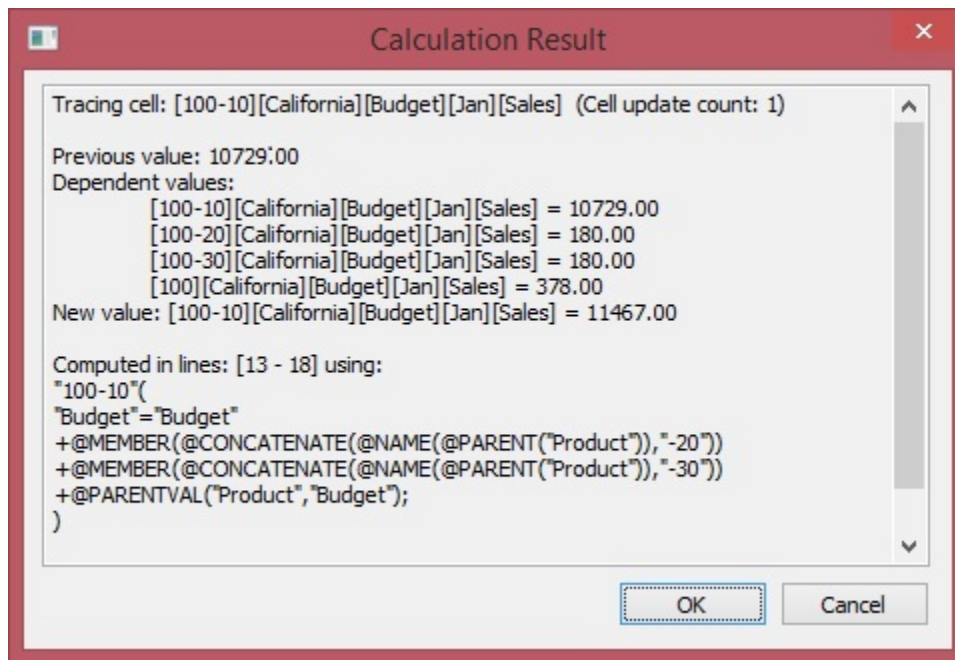 Calculation Result
Tracing cell: [100-10][California][Budget][Jan][Sales]  (Cell update count: 1)
Previous value: 10729.00
Dependent values:
[100-10][California][Budget][Jan][Sales] = 10729.00
[100-20][California][Budget][Jan][Sales] = 180.00
[100-30][California][Budget][Jan][Sales] = 180.00
[100][California][Budget][Jan][Sales] = 378.00
New value: [100-10][California][Budget][Jan][Sales] = 11467.00
Computed in lines: [13 - 18] using:
"100-10"(
"Budget"="Budget"
+@MEMBER(@CONCATENATE(@NAME(@PARENT("Product")),"-20"))
+@MEMBER(@CONCATENATE(@NAME(@PARENT("Product")),"-30"))
+@PARENTVAL("Product","Budget");
)
OK
Cancel